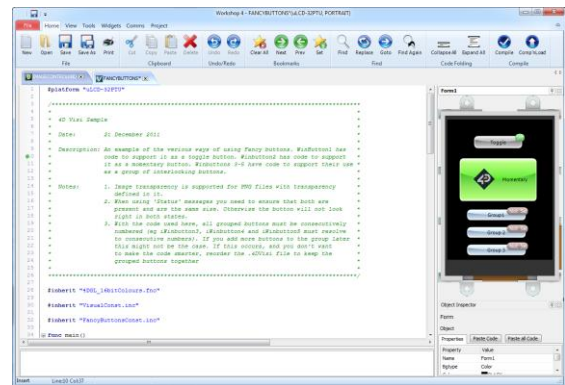 Workshop 4 - FANCYBUTTONS*(uLCD-32PTU, PORTRAIT)
File Home View Tools Widgets Comms Project
New Open Save Save As Print Cut Copy Paste Delete Undo Redo Clear All Next Prev Set Find Replace Goto Find Again Collapse All Expand All Compile Comp'nLoad
File Clipboard Undo/Redo Bookmarks Find Code Folding Compile
FANCYBUTTONS* (x)
#platform "uLCD-32PTU"
4D Visi Sample
Date: 2; December 2011
Description: An example of the various ways of using Fancy buttons. WinButton1 has
code to support it as a toggle button. Winbutton2 has code to support
it as a momentary button. Winbuttons 3-5 have code to support their use
as a group of interlocking buttons.
Notes: 1. Image transparency is supported for PNG files with transparency
defined in it.
2. When using 'Status' messages you need to ensure that both are
present and are the same size. Otherwise the button will not look
right in both states.
3. With the code used here, all grouped buttons must be consecutively
numbered (eg iWinbutton3, iWinbutton4 and iWinbutton5 must resolve
to consecutive numbers). If you add more buttons to the group later
this might not be the case. If this occurs, and you don't want
to make the code smarter, reorder the .4DVisi file to keep the
grouped buttons together
#inherit "4DGL_16bitColours.fnc"
#inherit "VisualConst.inc"
#inherit "FancyButtonsConst.inc"
func main()
Insert Line:10 Col:37
Form1
Toggle
4D
Momentary
Group1
Group 2
Group 3
Object Inspector
Form
Object
Properties Paste Code Paste all Code
Property Value
Name Form1
Bgtype Color